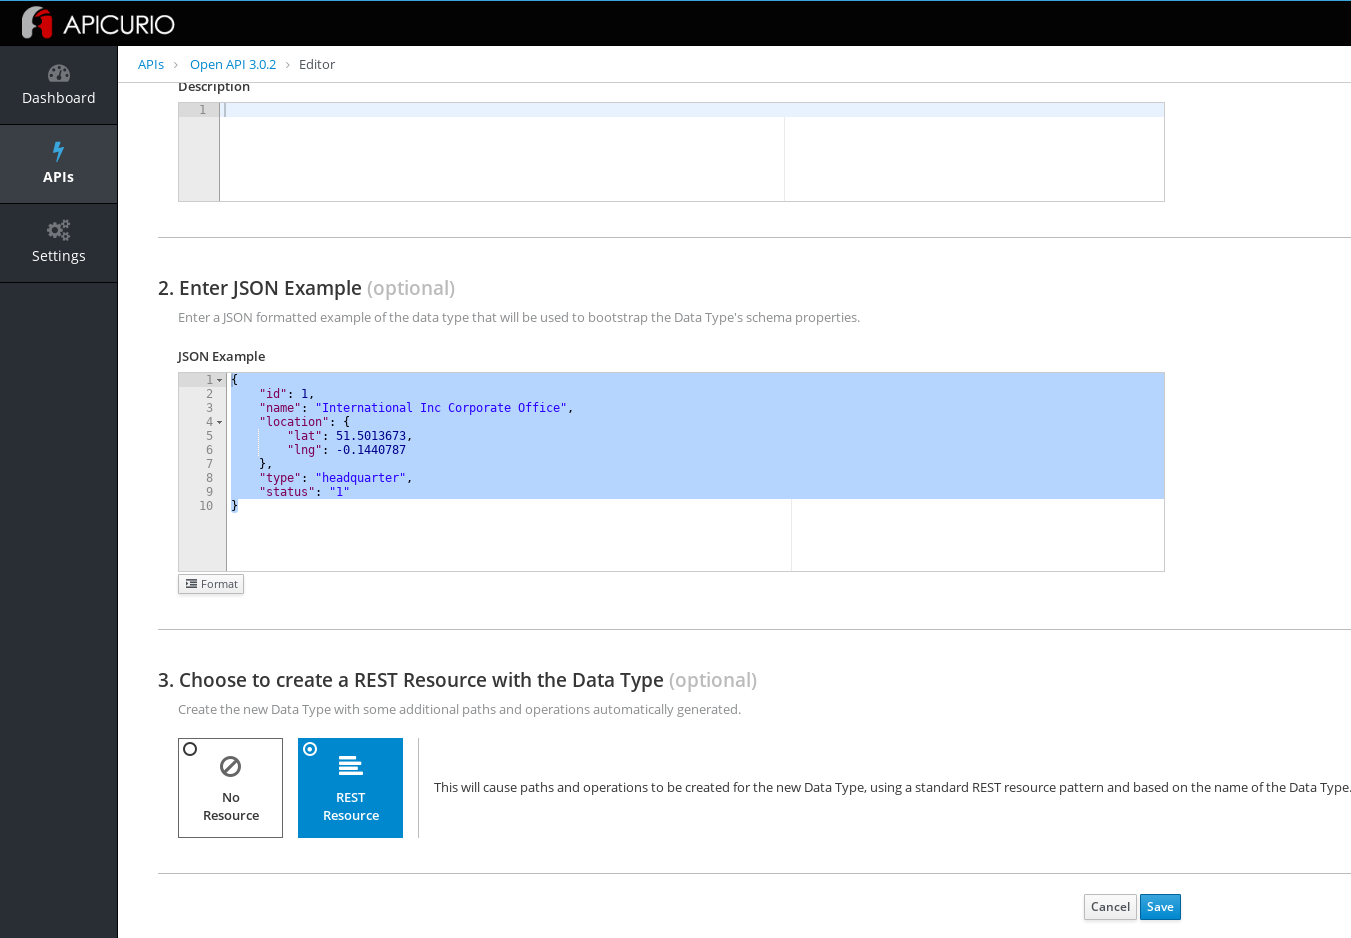 APICURIO
APIs > Open API 3.0.2 > Editor
Dashboard
APIs
Settings
Description
1
2. Enter JSON Example (optional)
Enter a JSON formatted example of the data type that will be used to bootstrap the Data Type's schema properties.
JSON Example
1 {
2 "id": 1,
3 "name": "International Inc Corporate Office",
4 "location": {
5 "lat": 51.5013673,
6 "lng": -0.1440787
7 },
8 "type": "headquarter",
9 "status": "1"
10 }
Format
3. Choose to create a REST Resource with the Data Type (optional)
Create the new Data Type with some additional paths and operations automatically generated.
No
Resource
REST
Resource
This will cause paths and operations to be created for the new Data Type, using a standard REST resource pattern and based on the name of the Data Type.
Cancel
Save